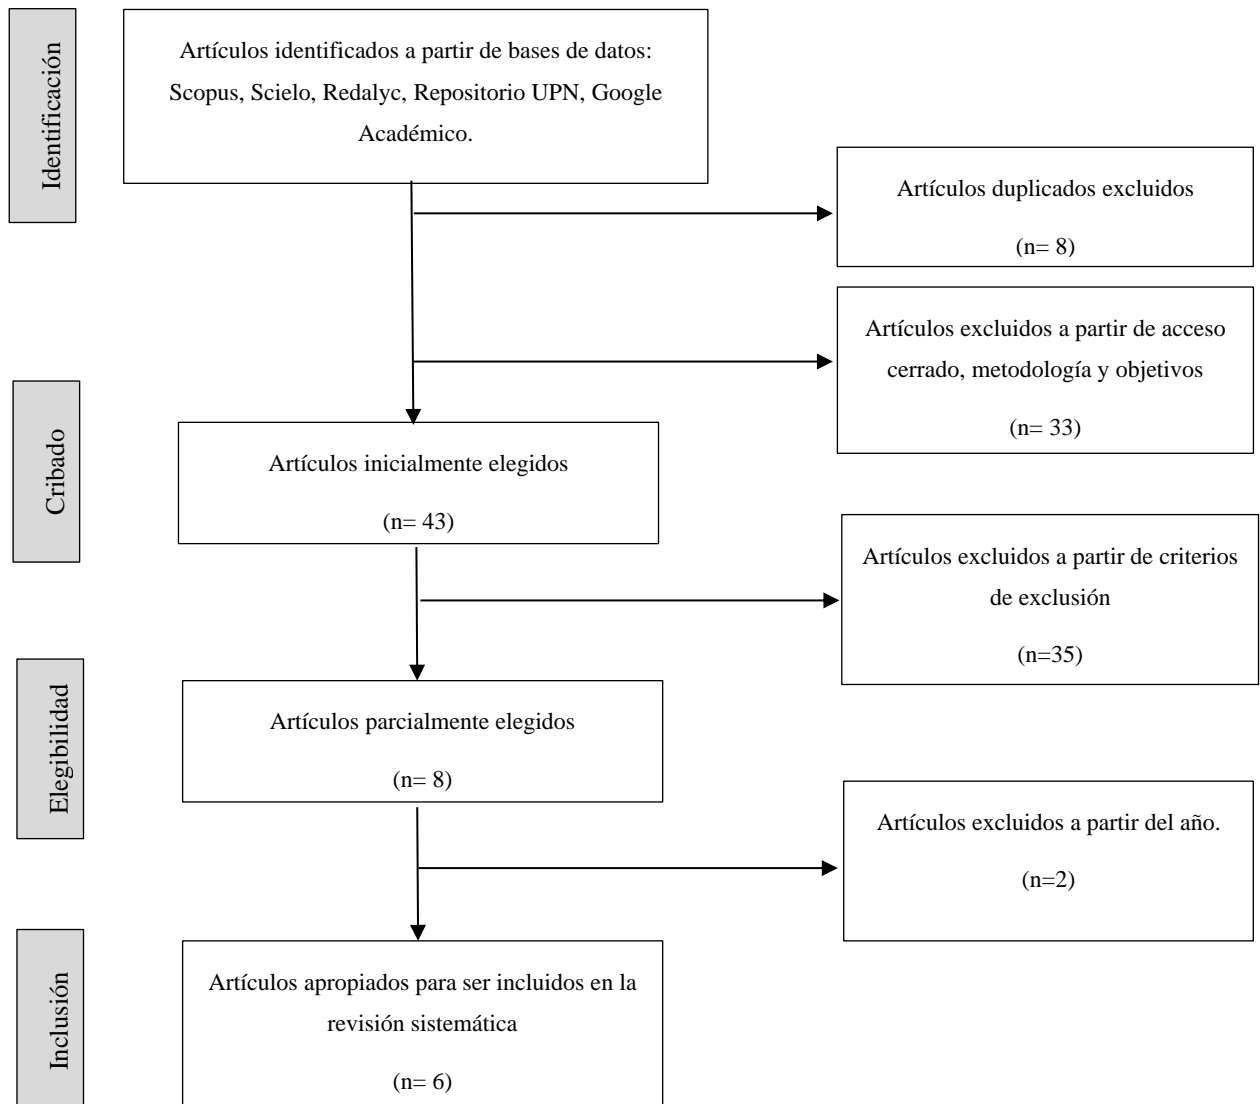 Identificación
Artículos identificados a partir de bases de datos:
Scopus, Scielo, Redalyc, Repositorio UPN, Google
Académico.
Artículos duplicados excluidos
(n= 8)
Artículos excluidos a partir de acceso
cerrado, metodología y objetivos
(n= 33)
Cribado
Artículos inicialmente elegidos
(n= 43)
Artículos excluidos a partir de criterios
de exclusión
(n=35)
Elegibilidad
Artículos parcialmente elegidos
(n= 8)
Artículos excluidos a partir del año.
(n=2)
Inclusión
Artículos apropiados para ser incluidos en la
revisión sistemática
(n= 6)